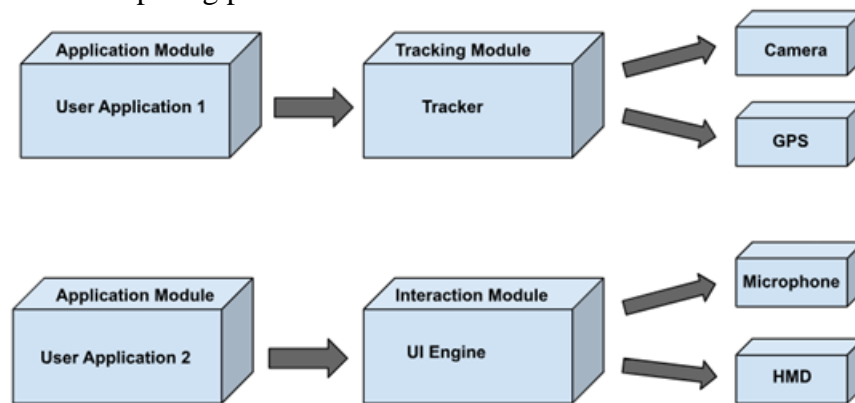 Application Module
User Application 1
Tracking Module
Tracker
Camera
GPS
Application Module
User Application 2
Interaction Module
UI Engine
Microphone
HMD